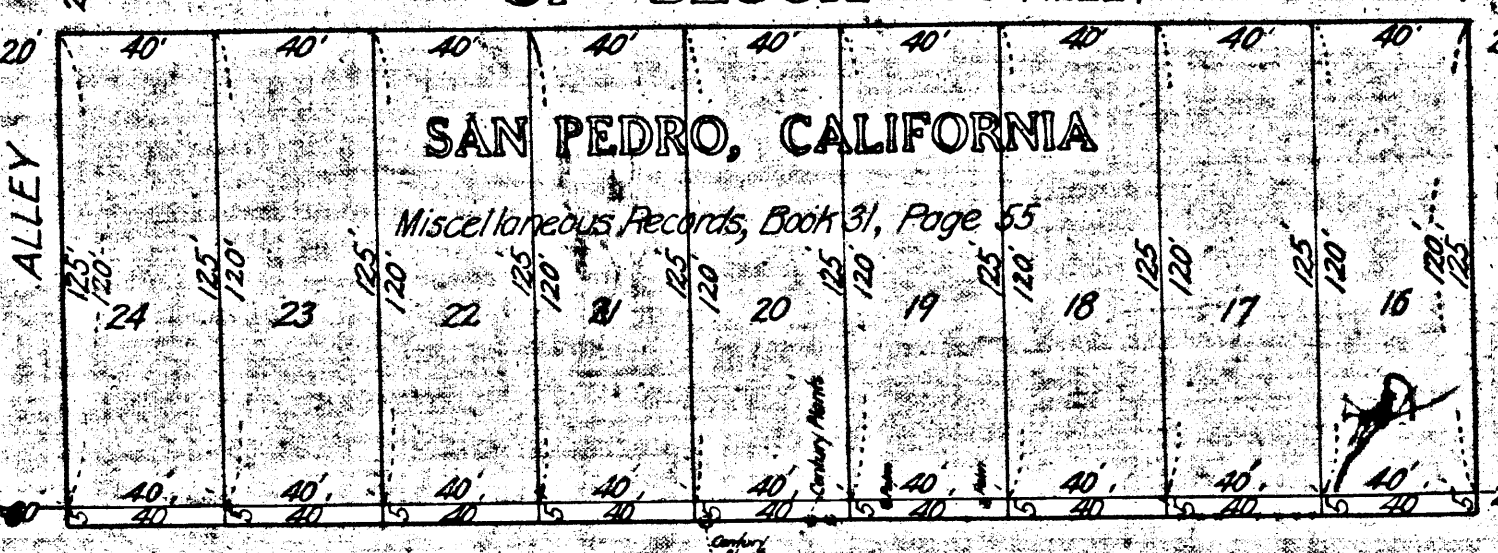 BLOCK
20' 40' 40' 40' 40' 40' 40' 40' 40' 40'
ALLEY
SAN PEDRO, CALIFORNIA
Miscellaneous Records, Book 31, Page 55
125' 120' 125' 120' 125' 120' 125' 120' 125' 120' 125' 120' 125' 120' 125 120' 125' 120' 120' 125
24 23 22 21 20 19 18 17 16
Century Plants
40' 40' 40' 40' 40' 40' 40' 40' 40'
5 40 5 40 5 40 5 40 5 40 5 40 5 40 5 40 5 40 5
Century